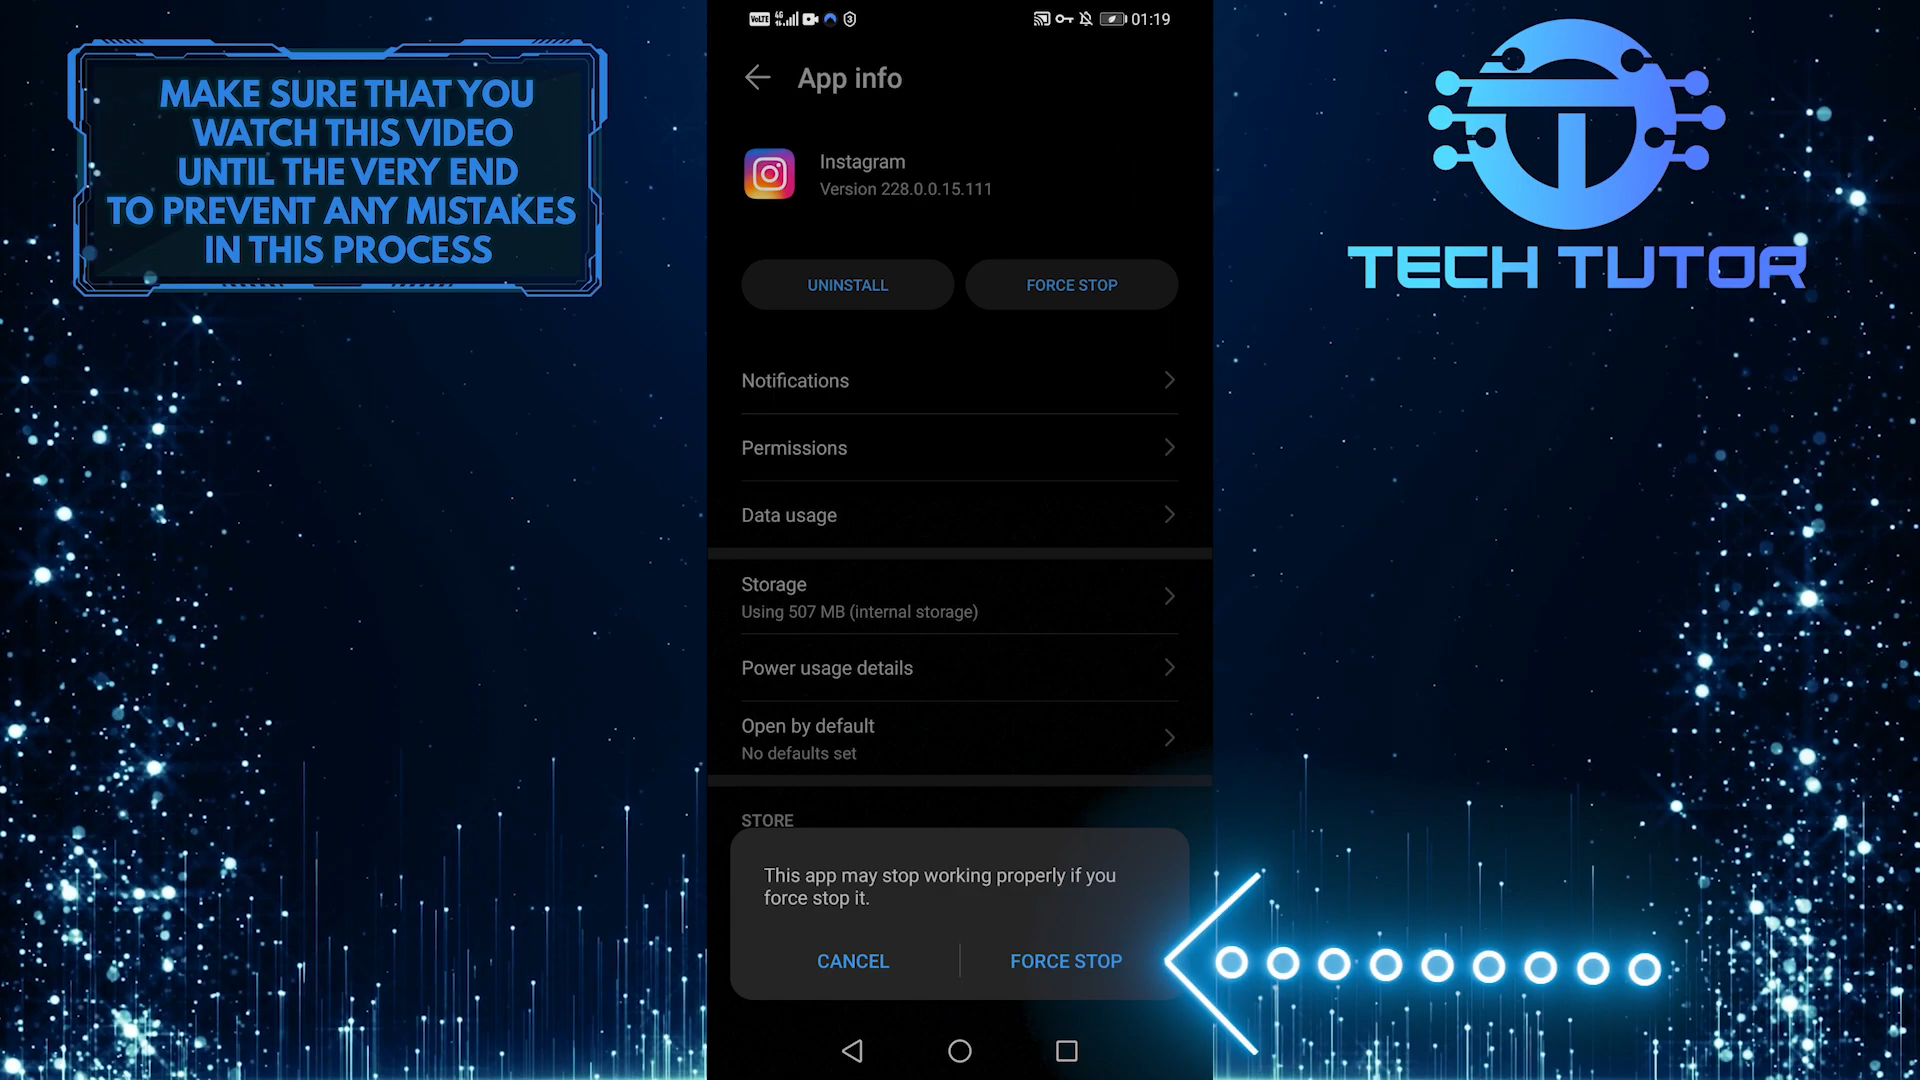 MAKE SURE THAT YOU
WATCH THIS VIDEO
UNTIL THE VERY END
TO PREVENT ANY MISTAKES
IN THIS PROCESS
VoLTE 4G 01:19
App info
Instagram
Version 228.0.0.15.111
UNINSTALL
FORCE STOP
Notifications
Permissions
Data usage
Storage
Using 507 MB (internal storage)
Power usage details
Open by default
No defaults set
STORE
This app may stop working properly if you
force stop it.
CANCEL
FORCE STOP
TECH TUTOR